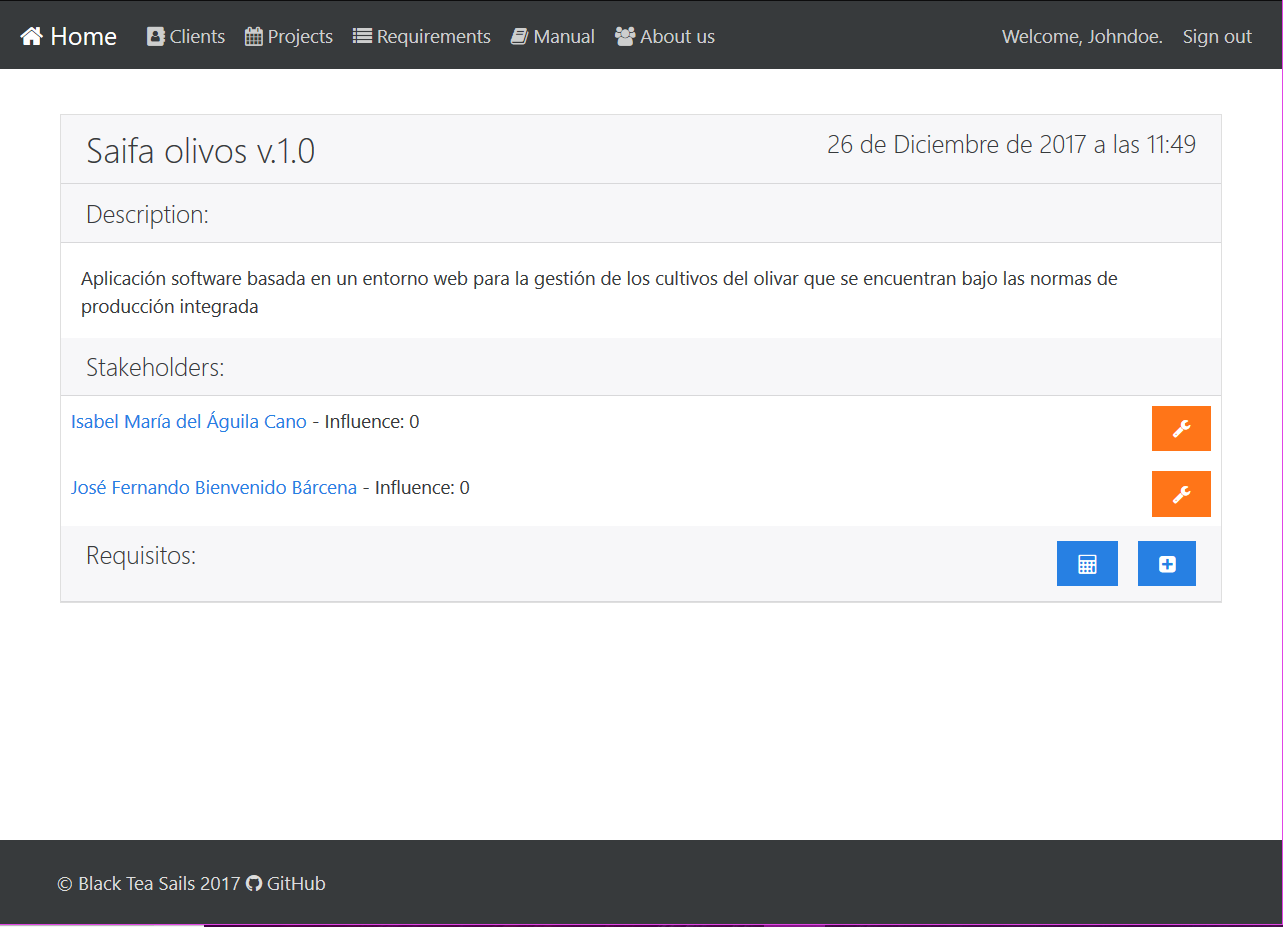 Home Clients Projects Requirements Manual About us Welcome, Johndoe. Sign out
Saifa olivos v.1.0 26 de Diciembre de 2017 a las 11:49
Description:
Aplicación software basada en un entorno web para la gestión de los cultivos del olivar que se encuentran bajo las normas de
producción integrada
Stakeholders:
Isabel María del Águila Cano - Influence: 0
José Fernando Bienvenido Bárcena - Influence: 0
Requisitos:
© Black Tea Sails 2017 GitHub